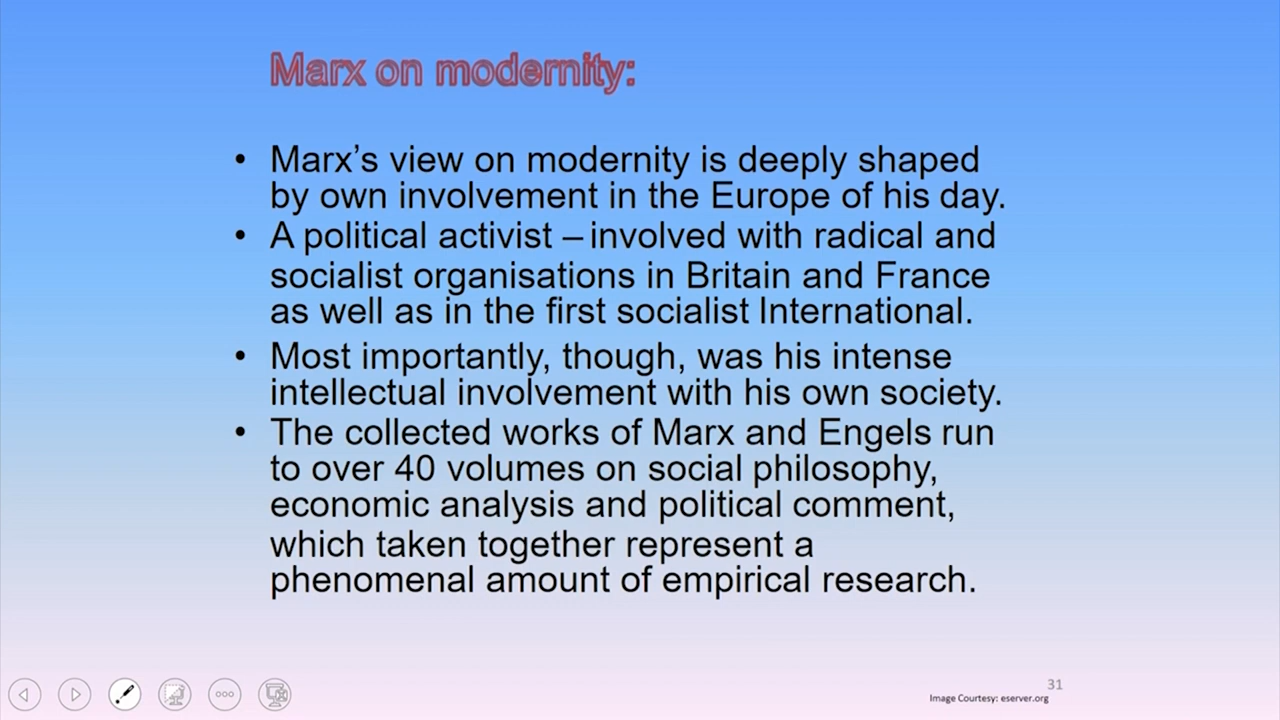 Marx on modernity:
• Marx's view on modernity is deeply shaped
by own involvement in the Europe of his day.
• A political activist – involved with radical and
socialist organisations in Britain and France
as well as in the first socialist International.
• Most importantly, though, was his intense
intellectual involvement with his own society.
• The collected works of Marx and Engels run
to over 40 volumes on social philosophy,
economic analysis and political comment,
which taken together represent a
phenomenal amount of empirical research.
31
Image Courtesy: eserver.org